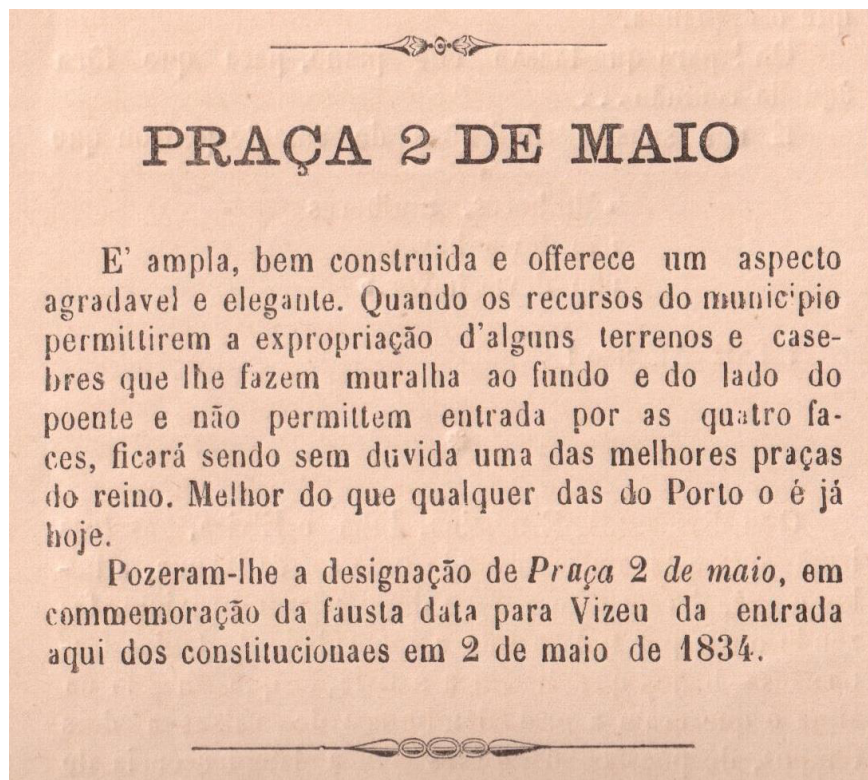 PRAÇA 2 DE MAIO
E' ampla, bem construida e offerece um aspecto
agradavel e elegante. Quando os recursos do municipio
permittirem a expropriação d'alguns terrenos e case-
bres que lhe fazem muralha ao fundo e do lado do
poente e não permittem entrada por as quatro fa-
ces, ficará sendo sem duvida uma das melhores praças
do reino. Melhor do que qualquer das do Porto o é já
hoje.
Pozeram-lhe a designação de Praça 2 de maio, em
commemoração da fausta data para Vizeu da entrada
aqui dos constitucionaes em 2 de maio de 1834.